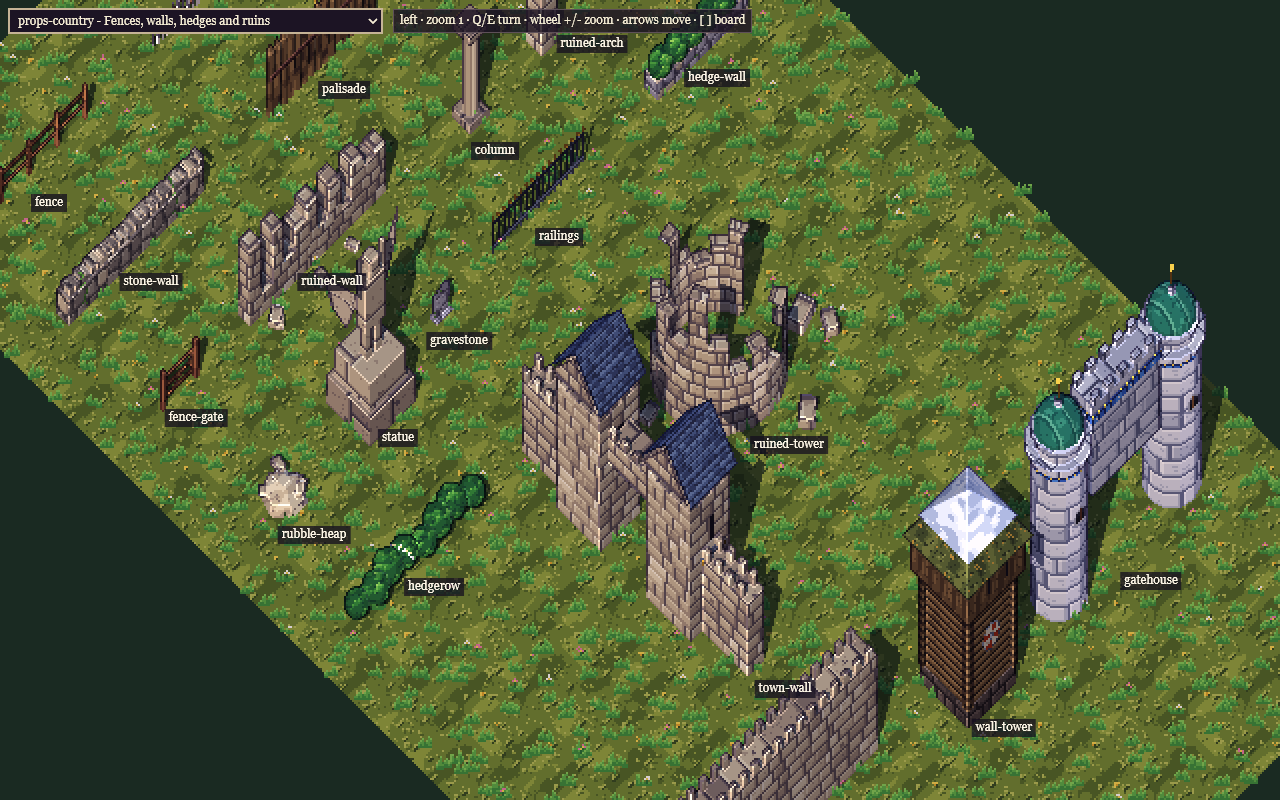 props-country - Fences, walls, hedges and ruins
left · zoom 1 · Q/E turn · wheel +/- zoom · arrows move · [ ] board
ruined-arch
hedge-wall
palisade
column
fence
railings
stone-wall
ruined-wall
gravestone
fence-gate
statue
ruined-tower
rubble-heap
hedgerow
gatehouse
town-wall
wall-tower